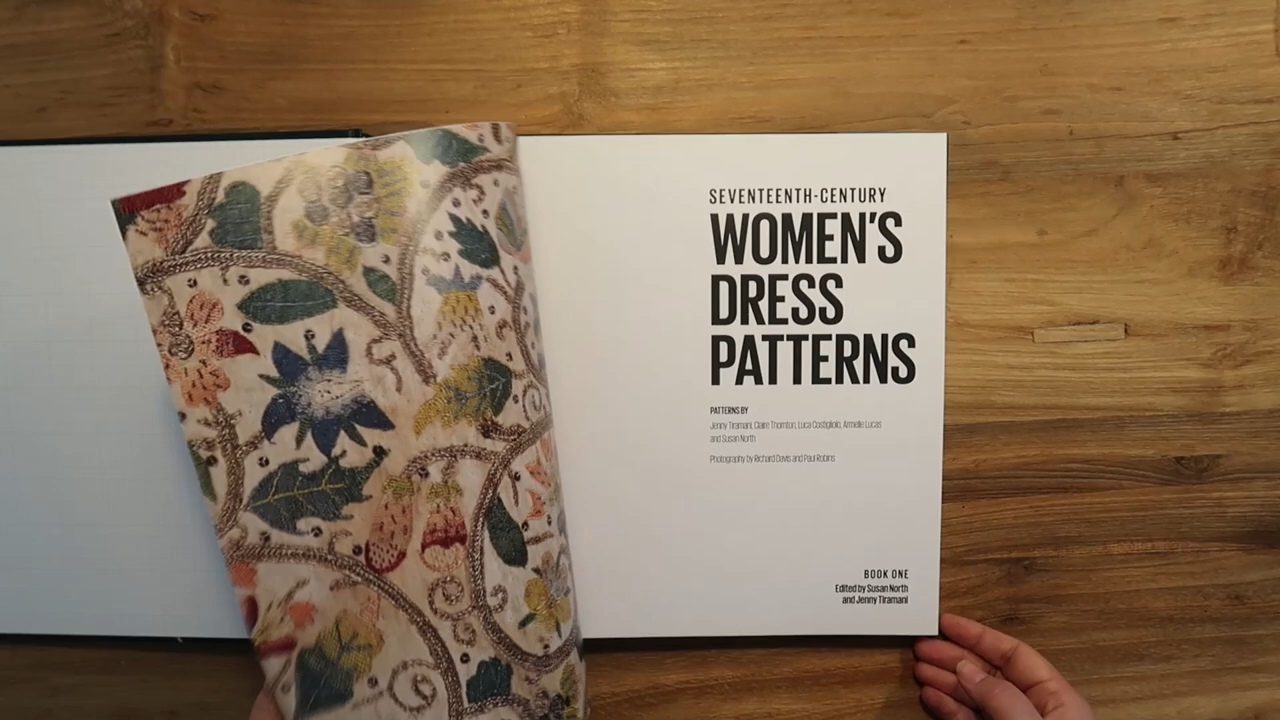 SEVENTEENTH-CENTURY
WOMEN'S
DRESS
PATTERNS
PATTERNS BY
Jenny Tiramani, Claire Thornton, Luca Costigliolo, Armelle Lucas
and Susan North
Photography by Richard Davis and Paul Robins
BOOK ONE
Edited by Susan North
and Jenny Tiramani